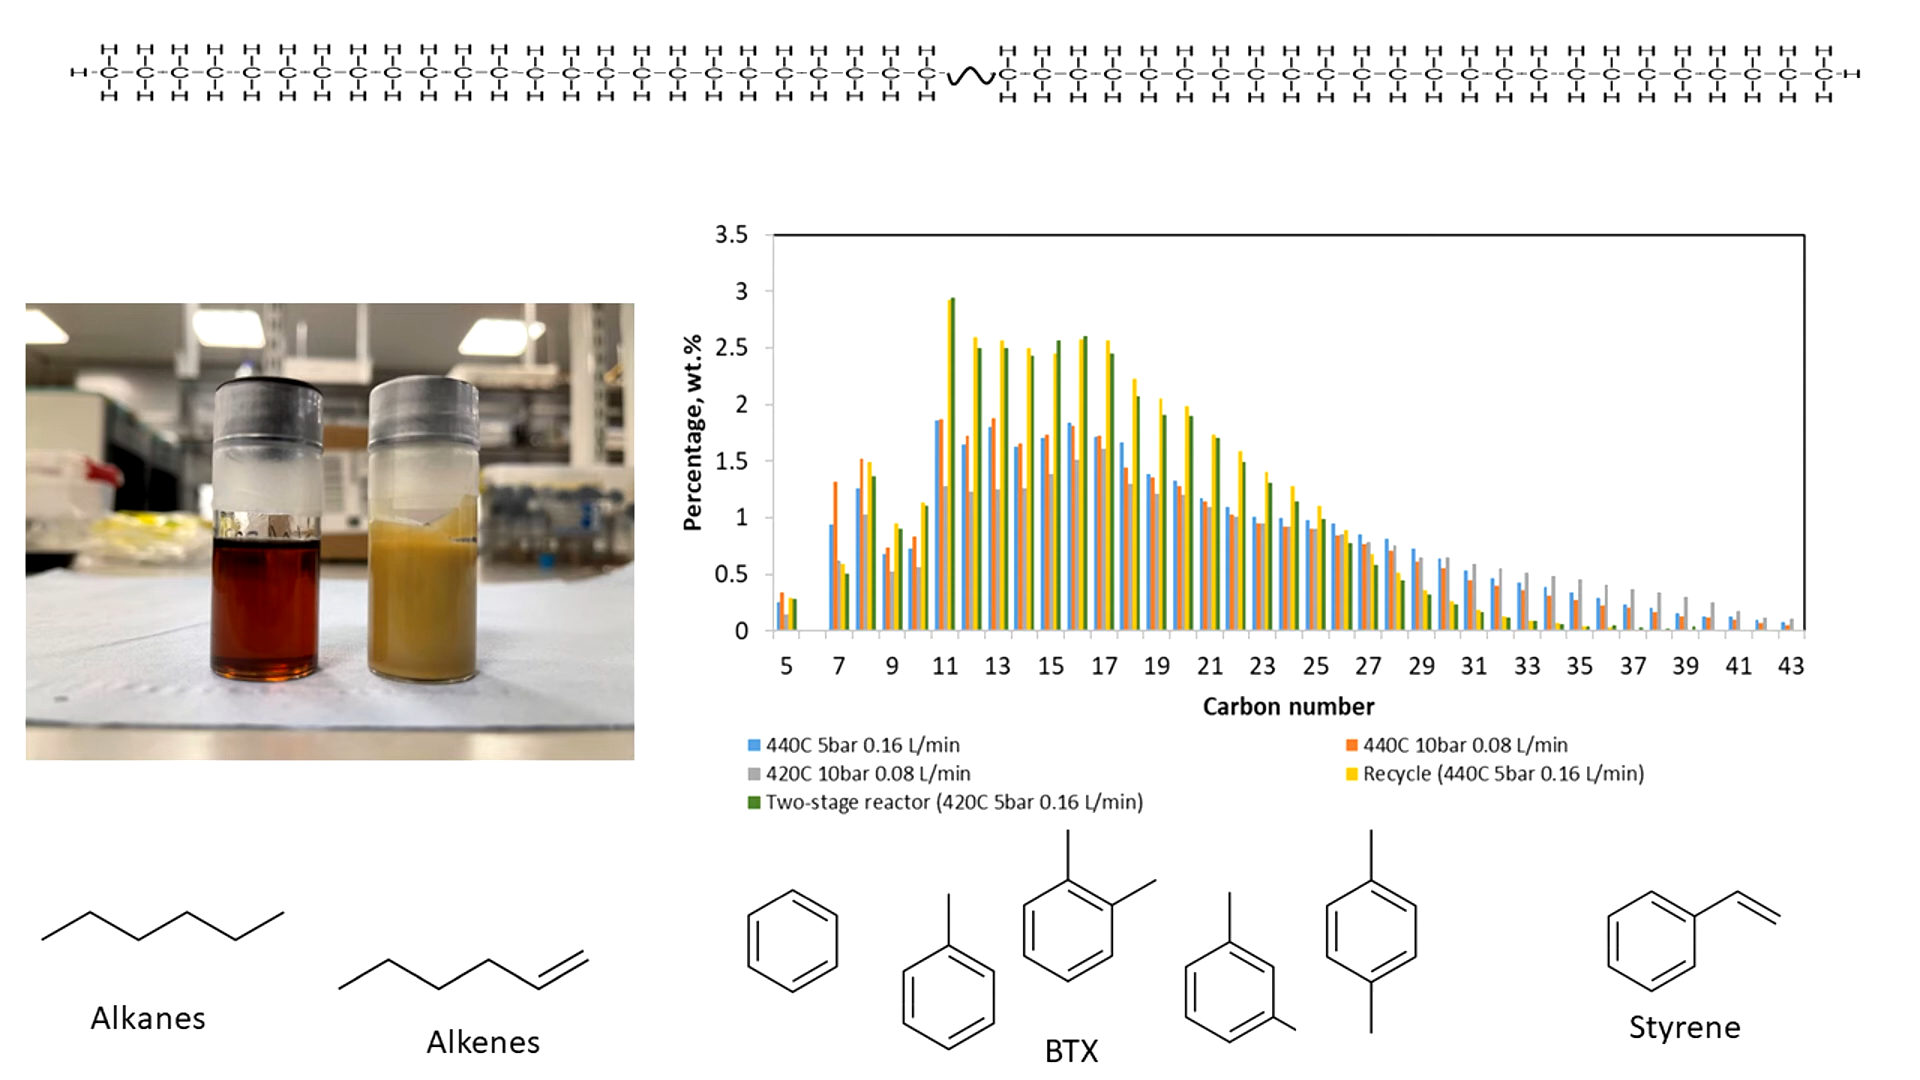 H H H H H H H H H H H H H H H H H H H H H H H H H H H H H H H H H H H H H H H H H H H H H H H H
H C C C C C C C C C C C C C C C C C C C C C C C C C C C C C C C C C C C C C C C C C C C C C C C C H
H H H H H H H H H H H H H H H H H H H H H H H H H H H H H H H H H H H H H H H H H H H H H H H H
3.5
3
2.5
2
1.5
1
0.5
0
Percentage, wt.%
5 7 9 11 13 15 17 19 21 23 25 27 29 31 33 35 37 39 41 43
Carbon number
440C 5bar 0.16 L/min
440C 10bar 0.08 L/min
420C 10bar 0.08 L/min
Recycle (440C 5bar 0.16 L/min)
Two-stage reactor (420C 5bar 0.16 L/min)
Alkanes
Alkenes
BTX
Styrene